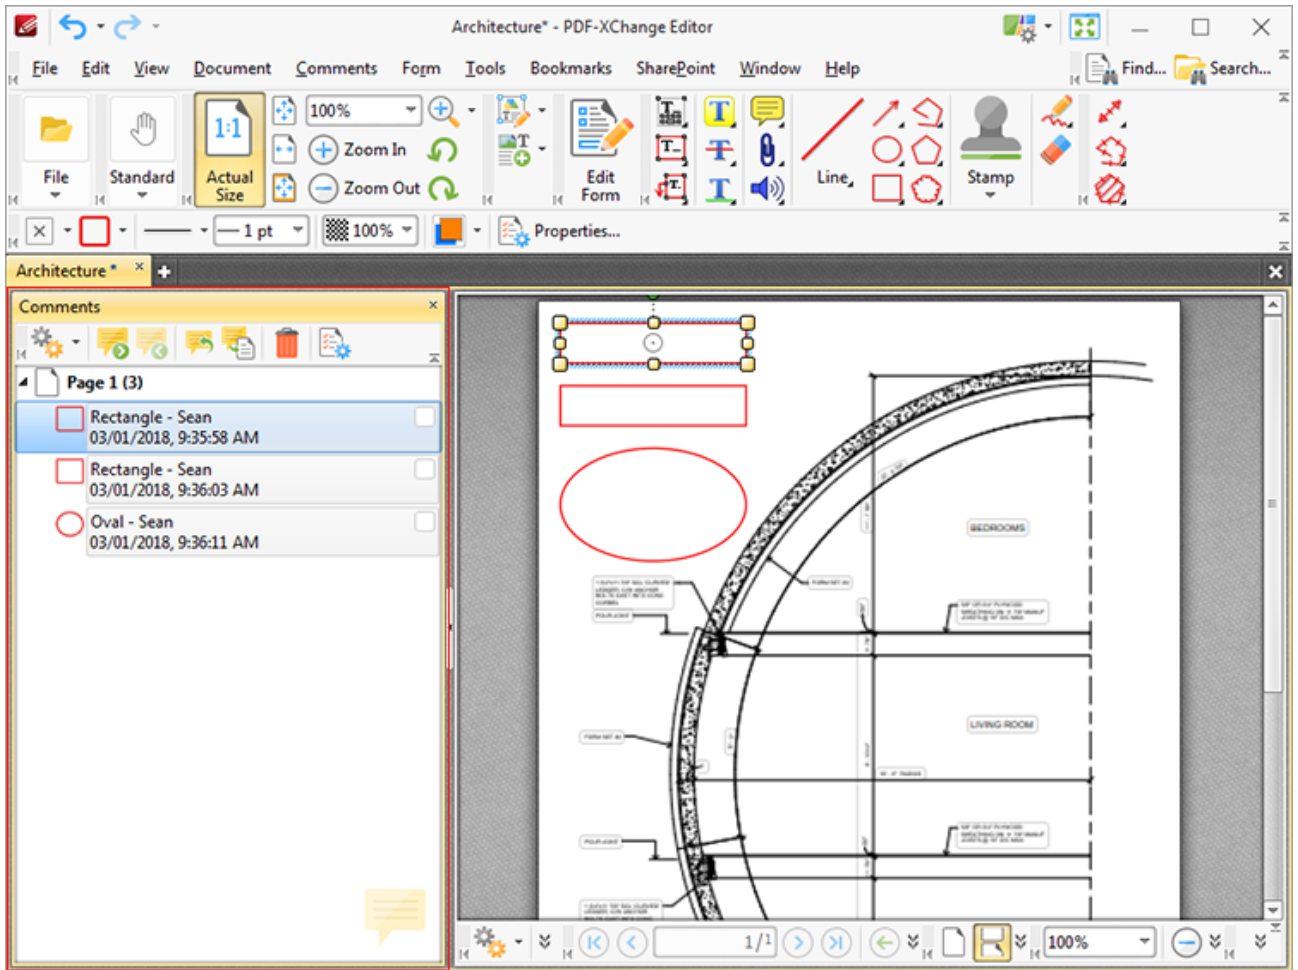 Architecture* - PDF-XChange Editor
File Edit View Document Comments Form Tools Bookmarks SharePoint Window Help Find... Search...
File
Standard
1:1
Actual
Size
100%
Zoom In
Zoom Out
Edit
Form
Line
Stamp
1 pt 100% Properties...
Architecture *
Comments
Page 1 (3)
Rectangle - Sean
03/01/2018, 9:35:58 AM
Rectangle - Sean
03/01/2018, 9:36:03 AM
Oval - Sean
03/01/2018, 9:36:11 AM
BEDROOMS
LIVING ROOM
1/1 100%